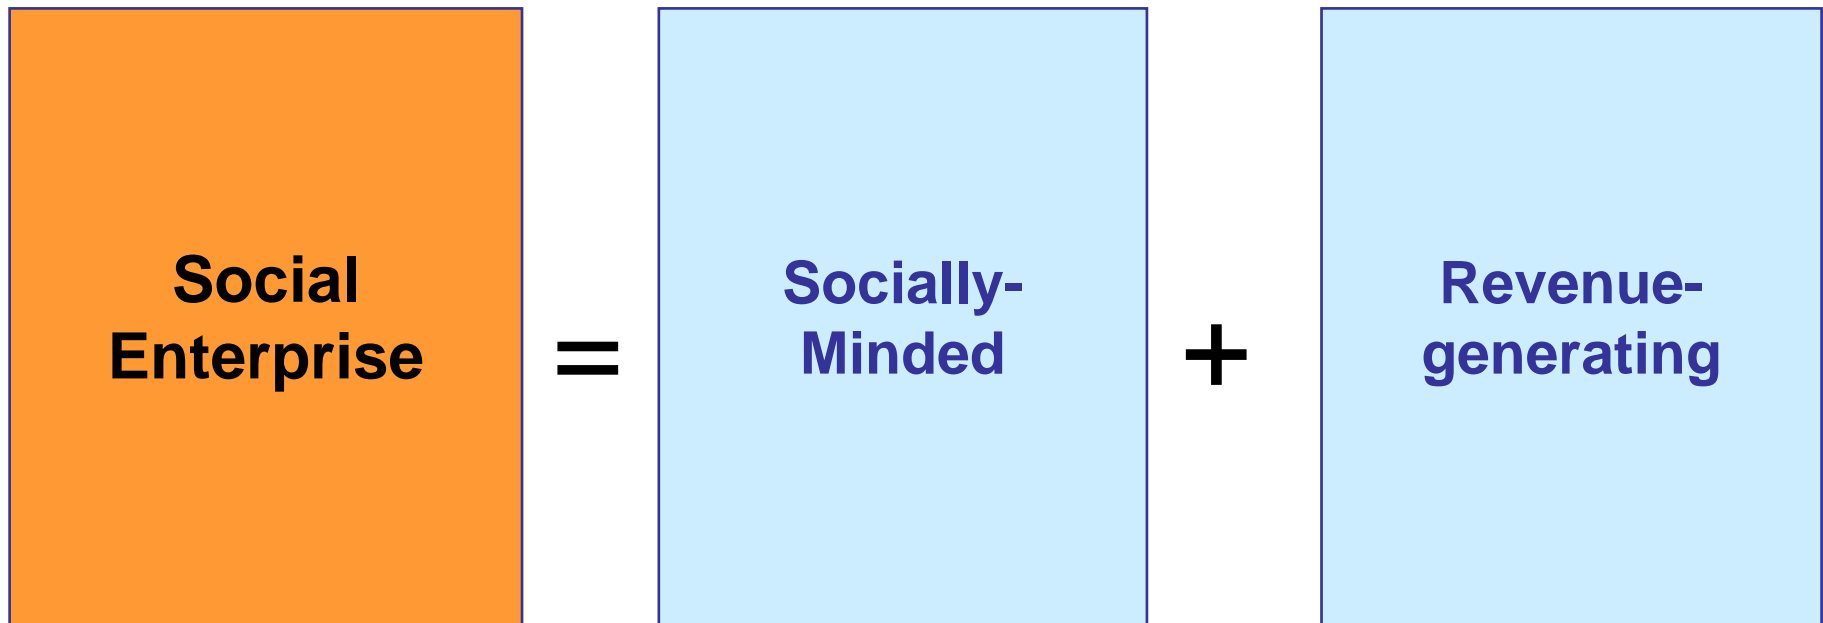 Social
Enterprise
=
Socially-
Minded
+
Revenue-
generating